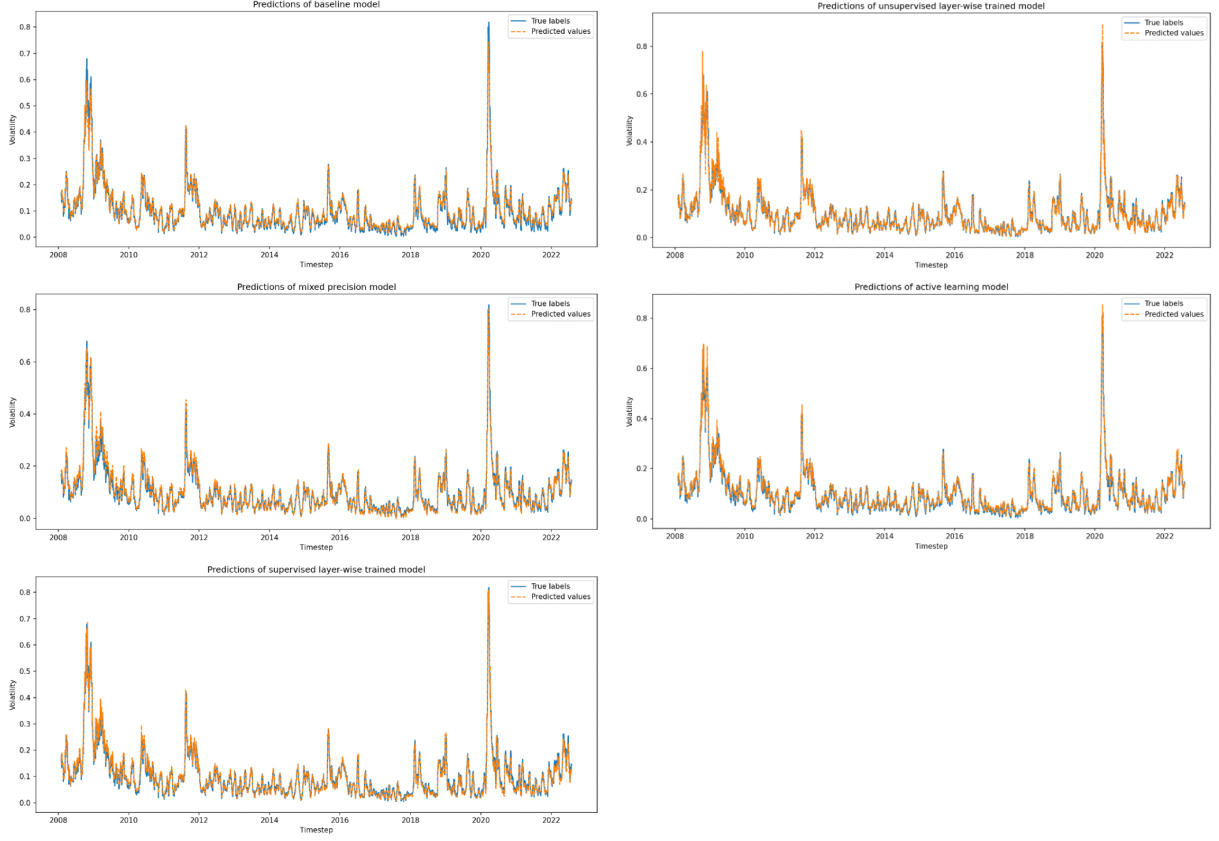 Predictions of baseline model
True labels
Predicted values
0.8
0.7
0.6
0.5
0.4
0.3
0.2
0.1
0.0
Volatility
2008 2010 2012 2014 2016 2018 2020 2022
Timestep
Predictions of unsupervised layer-wise trained model
True labels
Predicted values
0.8
0.6
0.4
0.2
0.0
Volatility
2008 2010 2012 2014 2016 2018 2020 2022
Timestep
Predictions of mixed precision model
True labels
Predicted values
0.8
0.6
0.4
0.2
0.0
Volatility
2008 2010 2012 2014 2016 2018 2020 2022
Timestep
Predictions of active learning model
True labels
Predicted values
0.8
0.6
0.4
0.2
0.0
Volatility
2008 2010 2012 2014 2016 2018 2020 2022
Timestep
Predictions of supervised layer-wise trained model
True labels
Predicted values
0.8
0.7
0.6
0.5
0.4
0.3
0.2
0.1
0.0
Volatility
2008 2010 2012 2014 2016 2018 2020 2022
Timestep